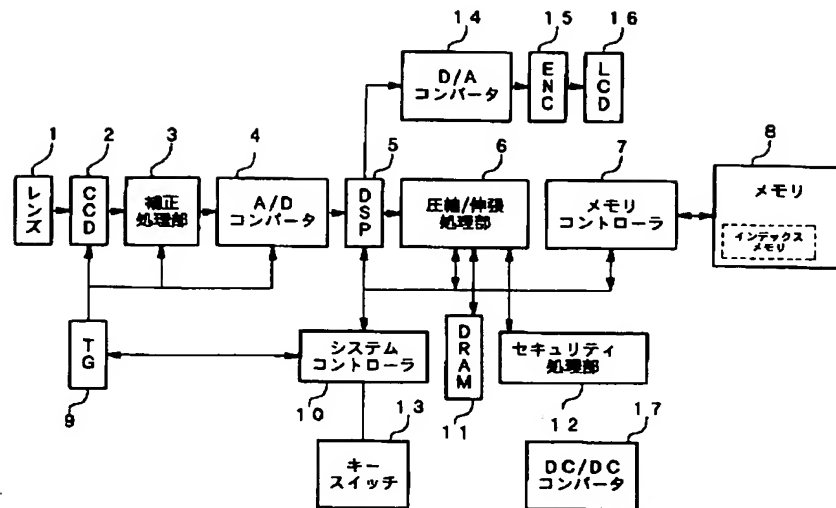 14
15
16
D/A
コンバータ
ENC
LCD
1
2
3
4
5
6
7
8
レンズ
CCD
補正
処理部
A/D
コンバータ
DSP
圧縮/伸張
処理部
メモリ
コントローラ
メモリ
インデックス
メモリ
TG
システム
コントローラ
DRAM
セキュリティ
処理部
9
10
13
11
12
17
キー
スイッチ
DC/DC
コンバータ